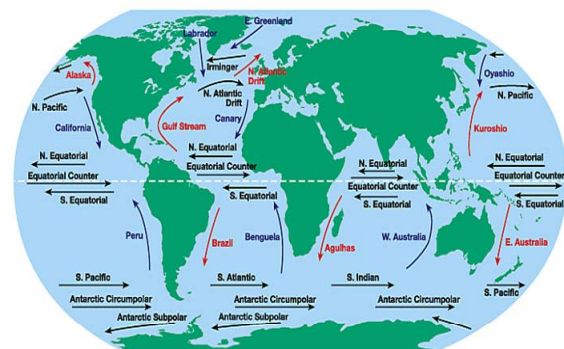 E. Greenland
Labrador
Irminger
Alaska
N. Atlantic
Drift
Oyashio
N. Pacific
N. Atlantic
Drift
N. Pacific
California
Gulf Stream
Canary
Kuroshio
N. Equatorial
Equatorial Counter
S. Equatorial
N. Equatorial
Equatorial Counter
S. Equatorial
N. Equatorial
Equatorial Counter
S. Equatorial
N. Equatorial
Equatorial Counter
S. Equatorial
Peru
Brazil
Benguela
Agulhas
W. Australia
E. Australia
S. Pacific
S. Atlantic
S. Indian
S. Pacific
Antarctic Circumpolar
Antarctic Circumpolar
Antarctic Circumpolar
Antarctic Subpolar
Antarctic Subpolar